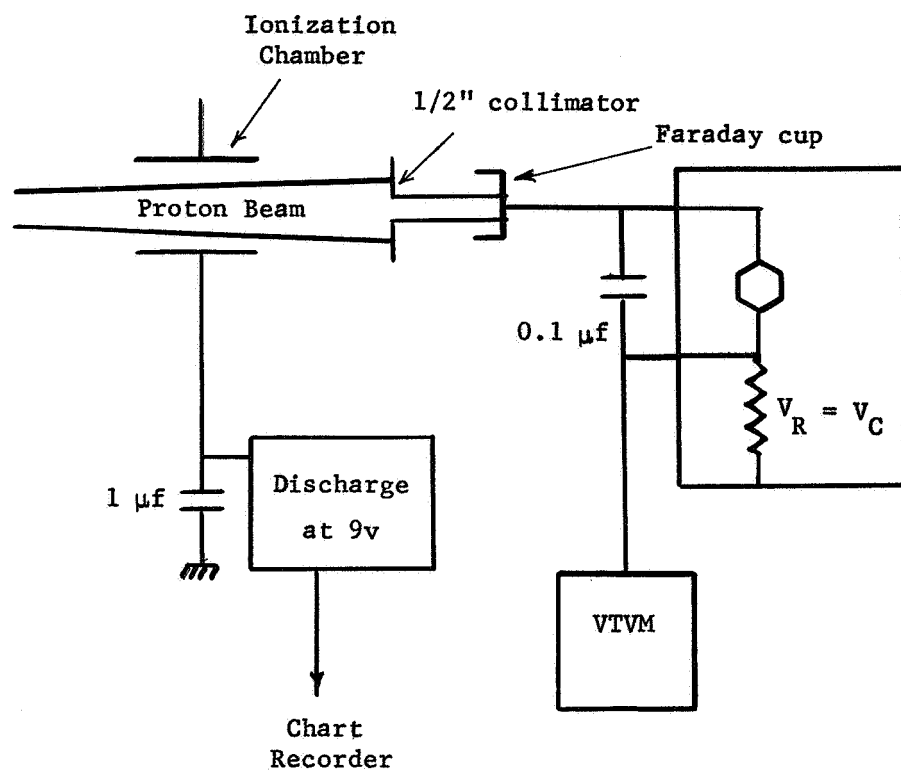 Ionization
Chamber
1/2" collimator
Faraday cup
Proton Beam
0.1 μf
V_R = V_C
1 μf
Discharge
at 9v
VTVM
Chart
Recorder